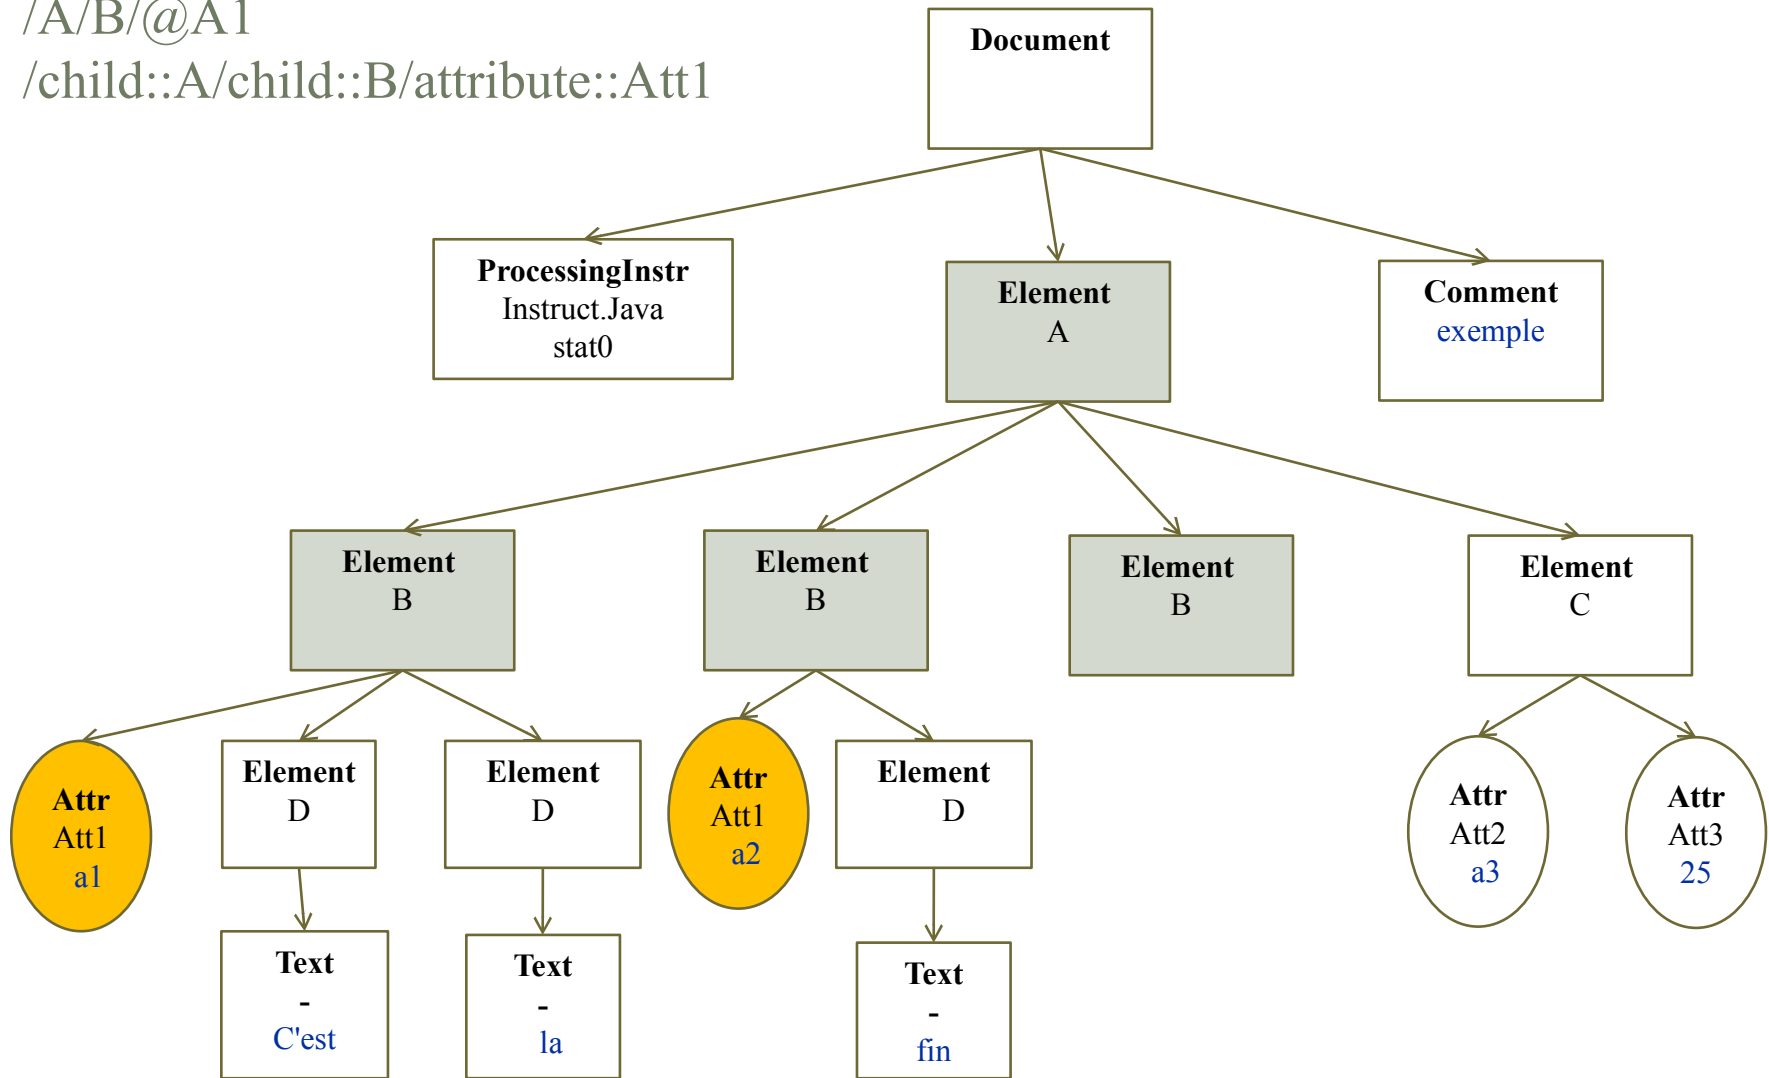 /A/B/@A1
/child::A/child::B/attribute::Att1
Document
ProcessingInstr
Instruct.Java
stat0
Element
A
Comment
exemple
Element
B
Element
B
Element
B
Element
C
Attr
Att1
a1
Element
D
Element
D
Attr
Att1
a2
Element
D
Attr
Att2
a3
Attr
Att3
25
Text
-
C'est
Text
-
la
Text
-
fin